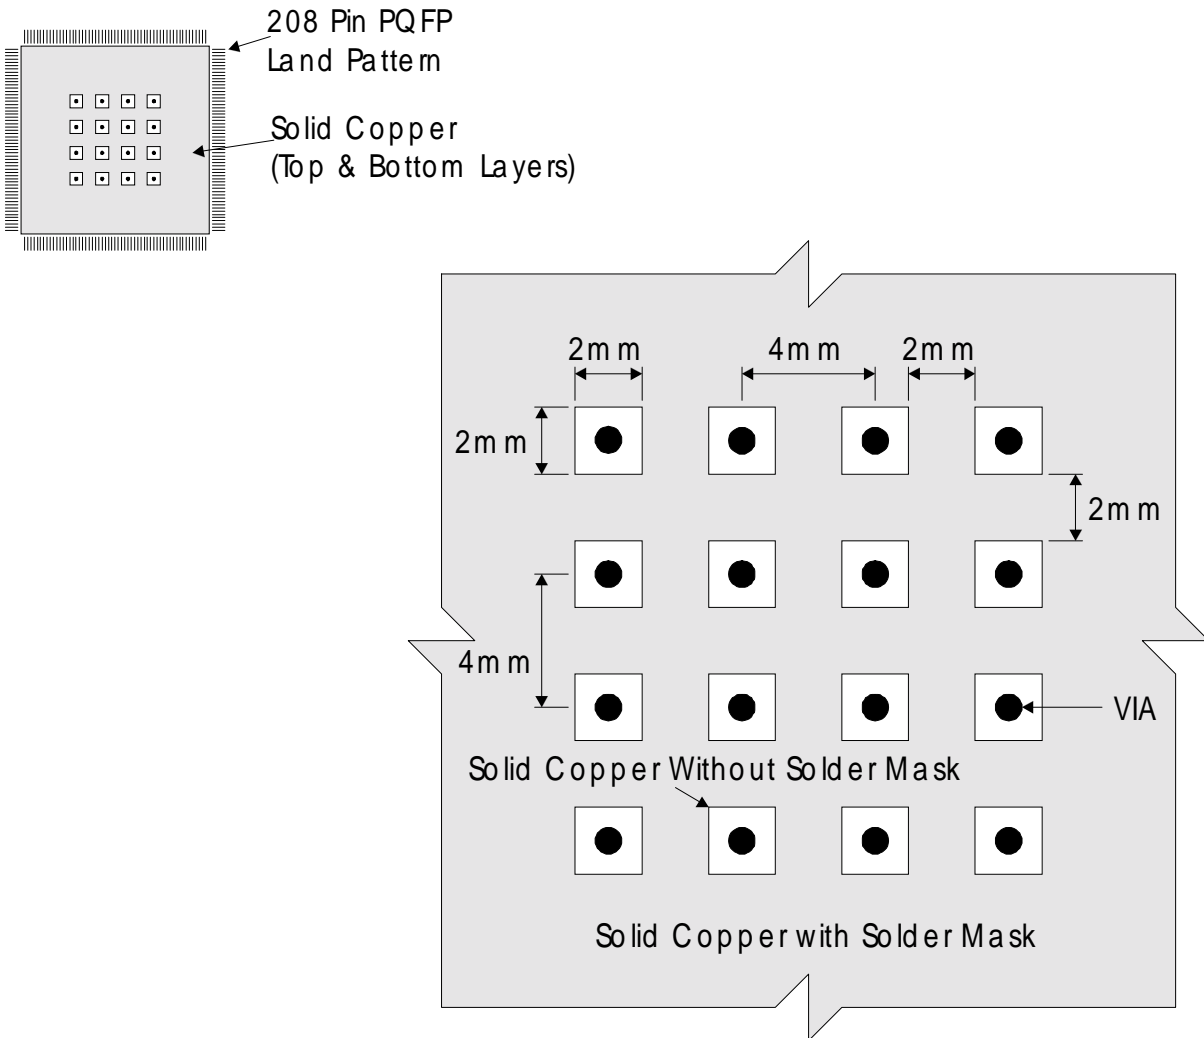 208 Pin PQFP
Land Pattern
Solid Copper
(Top & Bottom Layers)
2mm
4mm
2mm
2mm
2mm
4mm
VIA
Solid Copper Without Solder Mask
Solid Copper with Solder Mask